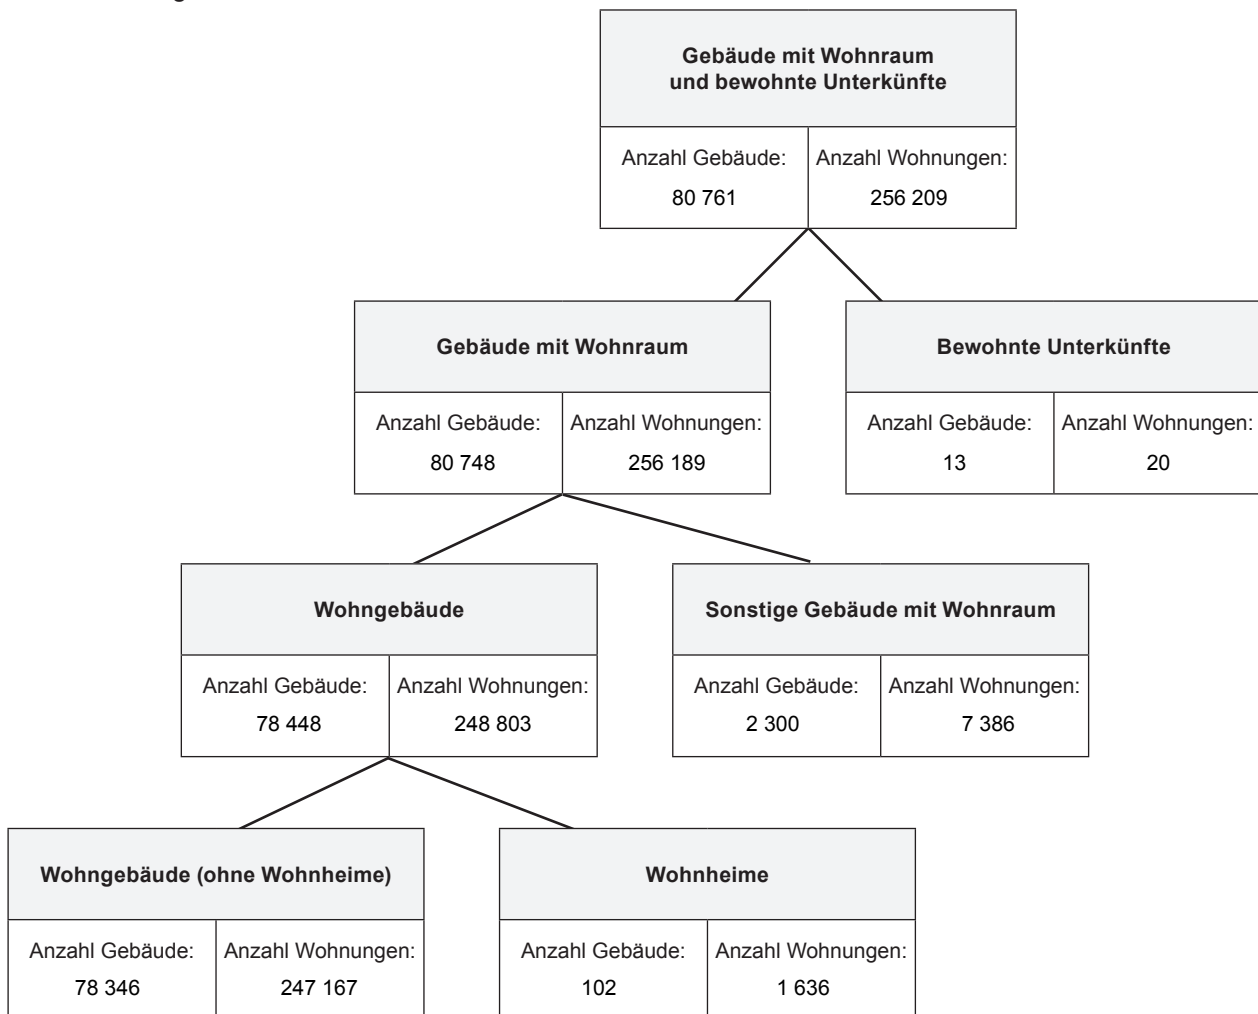 Gebäude mit Wohnraum
und bewohnte Unterkünfte
Anzahl Gebäude: Anzahl Wohnungen:
80 761 256 209
Gebäude mit Wohnraum Bewohnte Unterkünfte
Anzahl Gebäude: Anzahl Wohnungen: Anzahl Gebäude: Anzahl Wohnungen:
80 748 256 189 13 20
Wohngebäude Sonstige Gebäude mit Wohnraum
Anzahl Gebäude: Anzahl Wohnungen: Anzahl Gebäude: Anzahl Wohnungen:
78 448 248 803 2 300 7 386
Wohngebäude (ohne Wohnheime) Wohnheime
Anzahl Gebäude: Anzahl Wohnungen: Anzahl Gebäude: Anzahl Wohnungen:
78 346 247 167 102 1 636